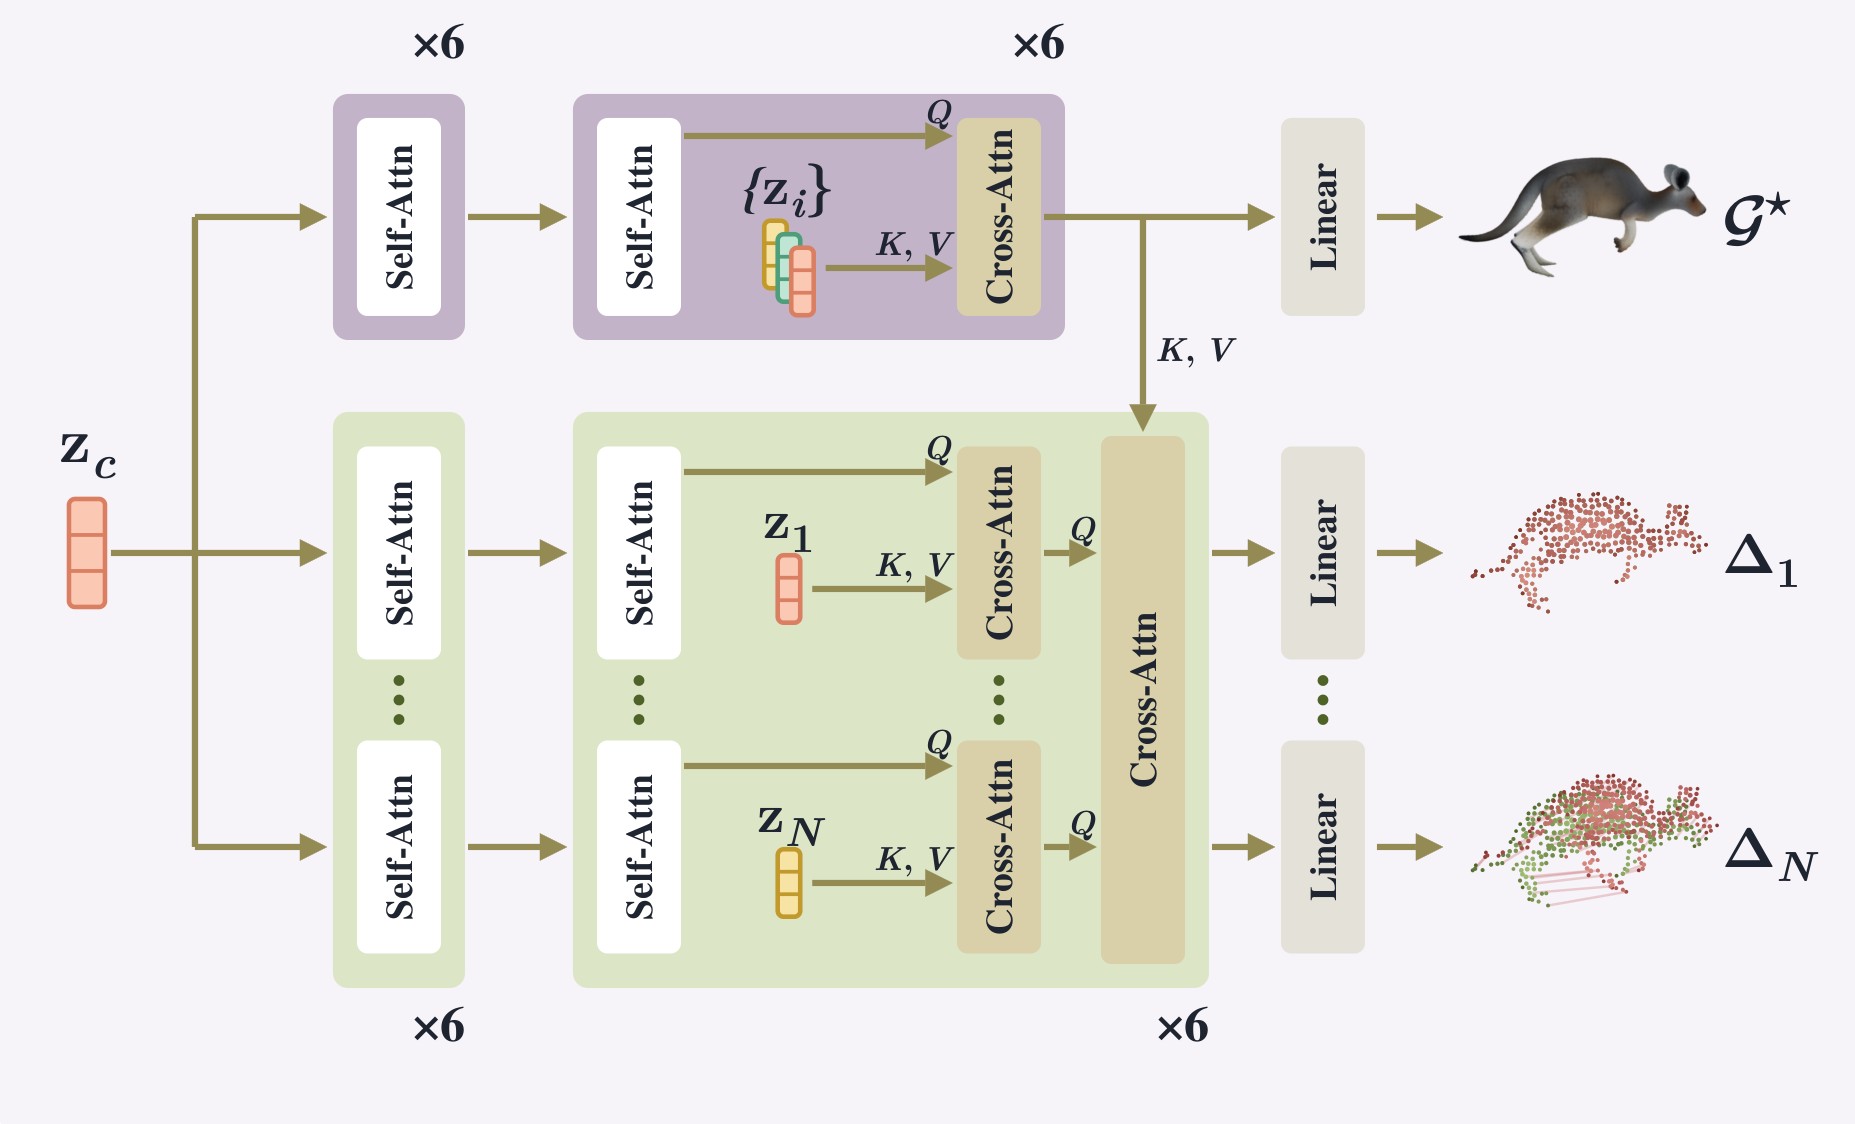 ×6
×6
Self-Attn
Self-Attn
Q
{z_i}
K, V
Cross-Attn
Linear
𝒢*
K, V
z_c
Self-Attn
Self-Attn
Q
z_1
K, V
Cross-Attn
Q
Cross-Attn
Linear
Δ_1
Self-Attn
Self-Attn
Q
z_N
K, V
Cross-Attn
Q
Linear
Δ_N
×6
×6